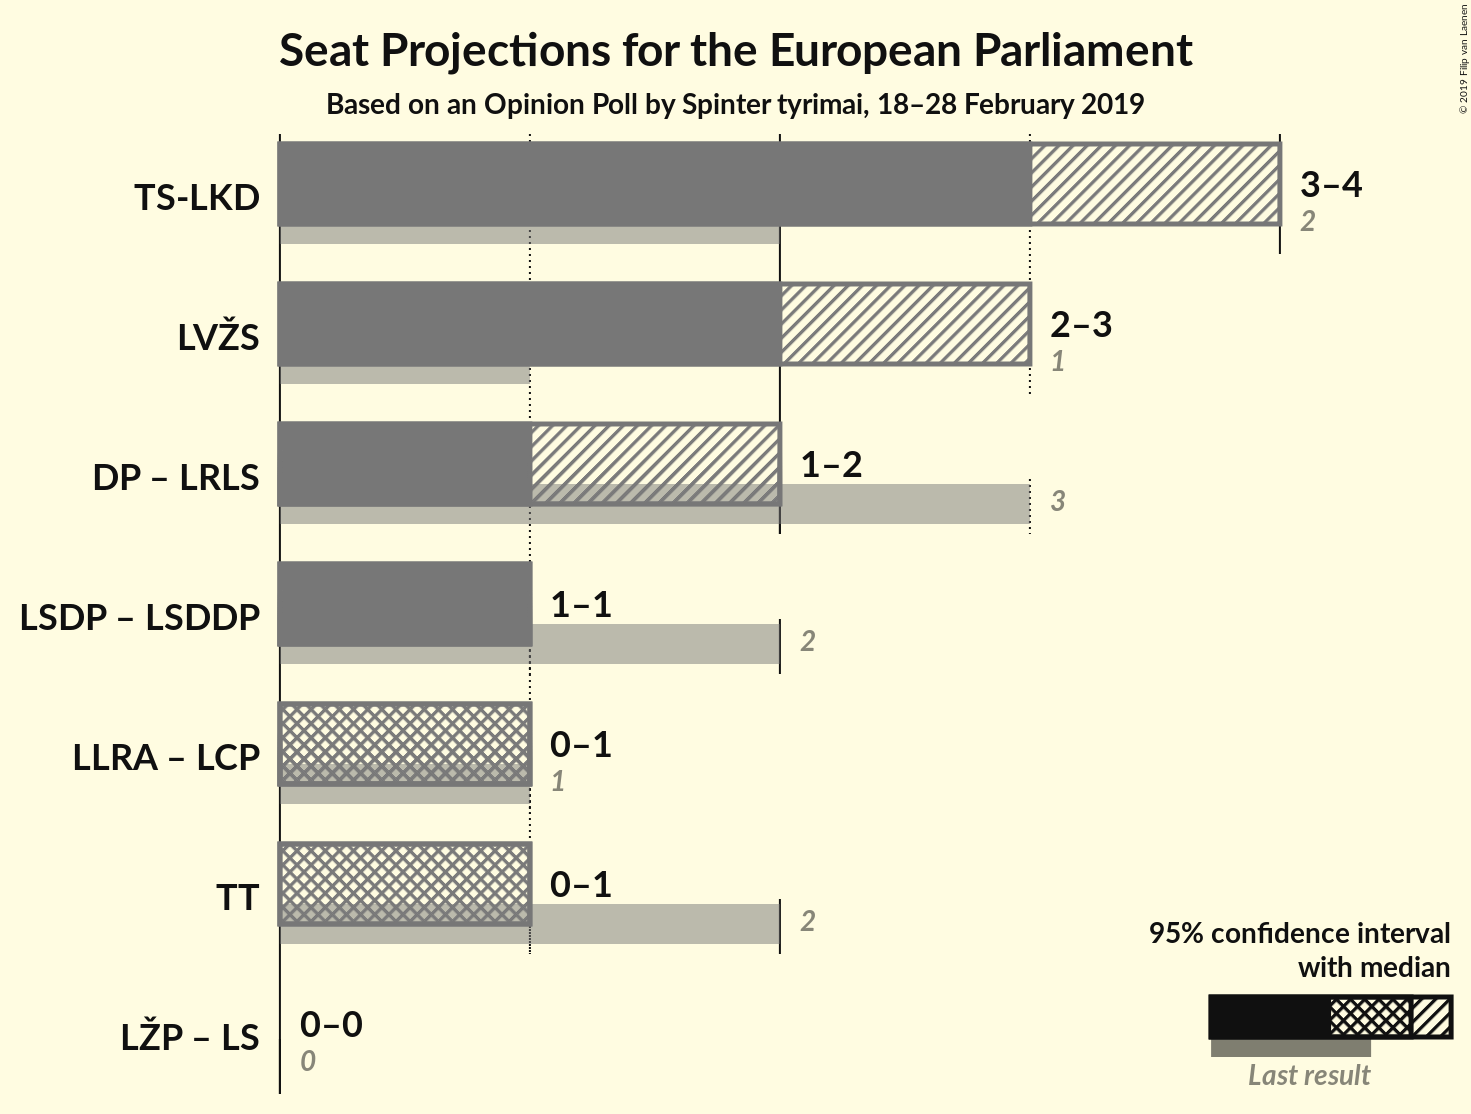 Seat Projections for the European Parliament
Based on an Opinion Poll by Spinter tyrimai, 18–28 February 2019
© 2019 Filip van Laenen
TS-LKD
3–4
2
LVŽS
2–3
1
DP – LRLS
1–2
3
LSDP – LSDDP
1–1
2
LLRA – LCP
0–1
1
TT
0–1
2
LŽP – LS
0–0
0
95% confidence interval
with median
Last result